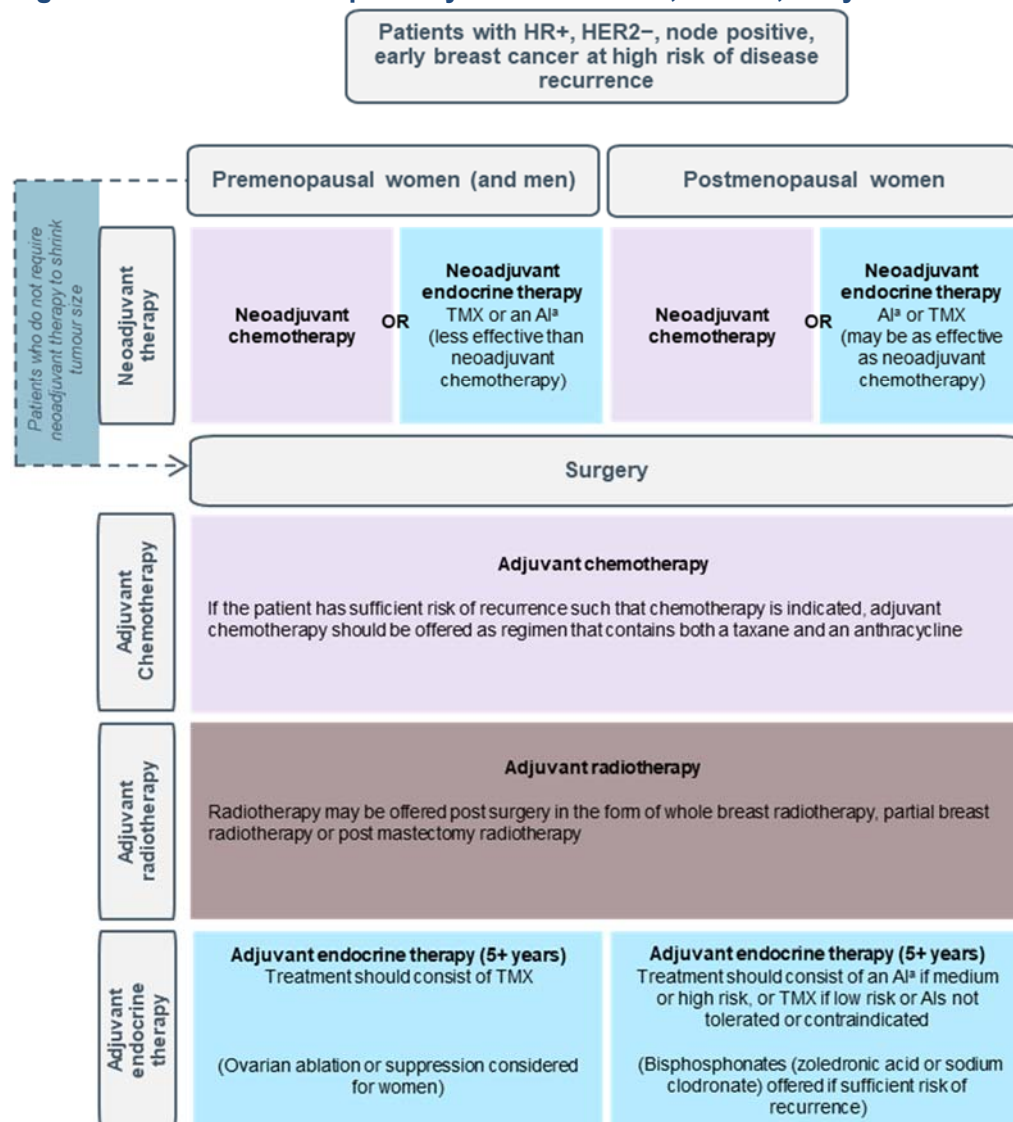 Patients with HR+, HER2−, node positive,
early breast cancer at high risk of disease
recurrence
Premenopausal women (and men)
Postmenopausal women
Patients who do not require
neoadjuvant therapy to shrink
tumour size
Neoadjuvant
therapy
Neoadjuvant
chemotherapy
OR
Neoadjuvant
endocrine therapy
TMX or an AIᵃ
(less effective than
neoadjuvant
chemotherapy)
Neoadjuvant
chemotherapy
OR
Neoadjuvant
endocrine therapy
AIᵃ or TMX
(may be as effective
as neoadjuvant
chemotherapy)
Surgery
Adjuvant
Chemotherapy
Adjuvant chemotherapy
If the patient has sufficient risk of recurrence such that chemotherapy is indicated, adjuvant
chemotherapy should be offered as regimen that contains both a taxane and an anthracycline
Adjuvant
radiotherapy
Adjuvant radiotherapy
Radiotherapy may be offered post surgery in the form of whole breast radiotherapy, partial breast
radiotherapy or post mastectomy radiotherapy
Adjuvant
endocrine
therapy
Adjuvant endocrine therapy (5+ years)
Treatment should consist of TMX
(Ovarian ablation or suppression considered
for women)
Adjuvant endocrine therapy (5+ years)
Treatment should consist of an AIᵃ if medium
or high risk, or TMX if low risk or AIs not
tolerated or contraindicated
(Bisphosphonates (zoledronic acid or sodium
clodronate) offered if sufficient risk of
recurrence)